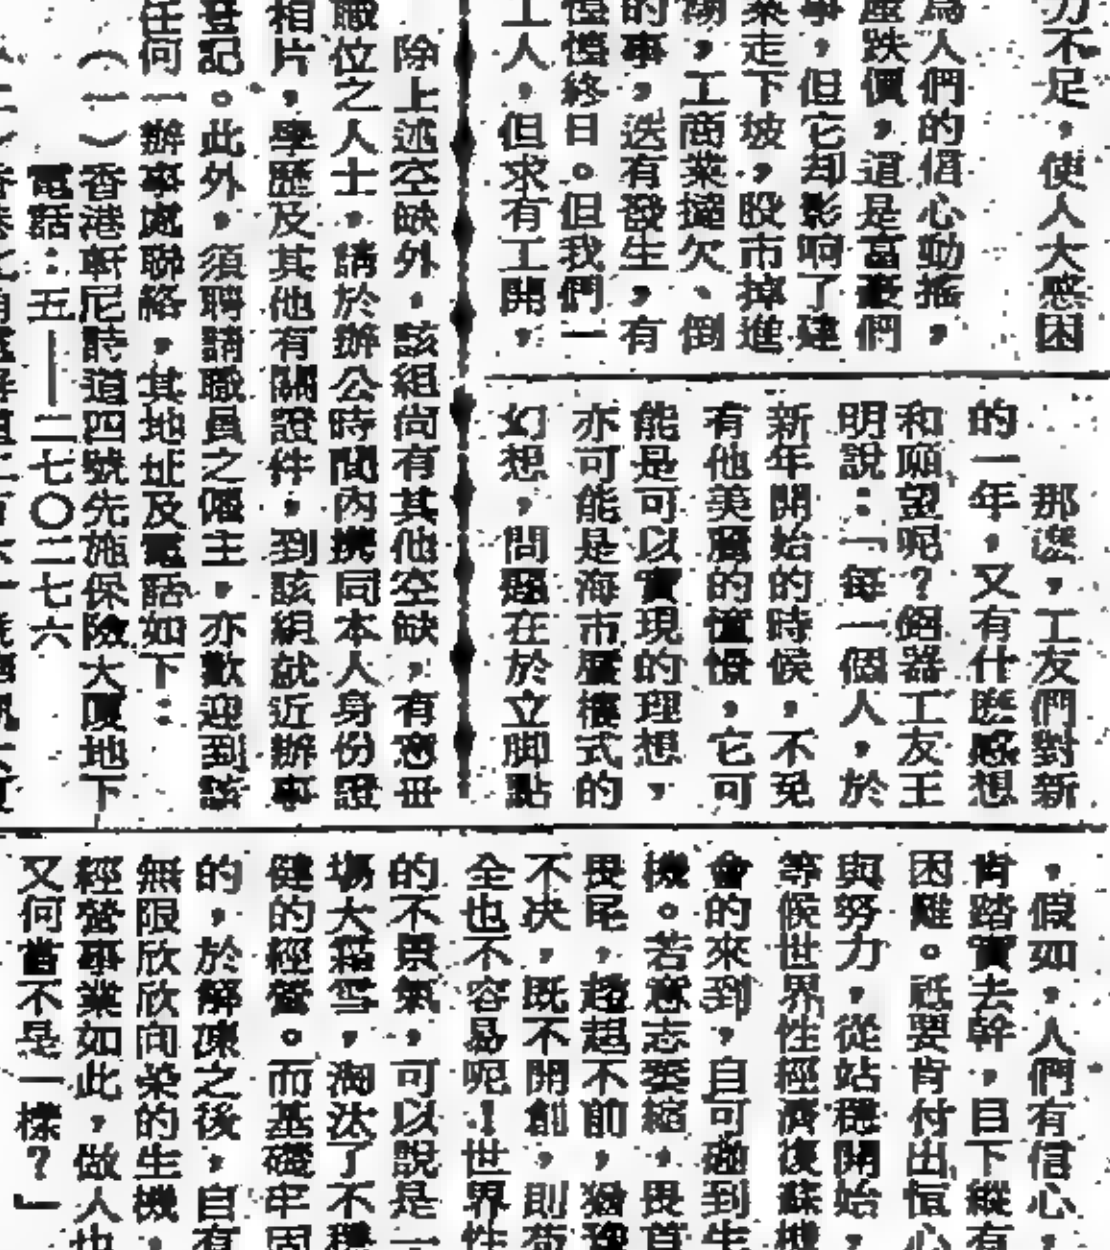 力不足，使人大惑困
為人們的信心動搖，
產跌價，這是富豪們
事，但它却影响了建
業走下坡，股市掉進
潮，工商業擬欠、倒
的事，迭有發生，有
惶惶終日。但我們一
工人，但求有工開，
那麽，工友們對新
的一年，又有什麽感想
和願望呢？侶器工友王
明說：「每一個人，於
新年開始的時候，不免
有他美麗的憧憬，它可
能是可以實現的理想，
亦可能是海市蜃樓式的
幻想，問題在於立脚點
，假如，人們有信心，
肯踏實去幹，目下縱有
困難。祗要肯付出恒心
與努力，從站穩開始，
等候世界性經濟復蘇機
會的來到，自可遇到生
機。若意志萎縮，畏首
畏尾，趦趄不前，猶豫
不决，既不開創，則苟
全也不容易呢！世界性
的不景氣，可以說是一
場大霜雪，淘汰了不穩
健的經營。而基礎牢固
的，於解凍之後，自有
無限欣欣向榮的生機，
經營事業如此，做人也
又何嘗不是一樣？」
除上述空缺外，該組尚有其他空缺，有意毌
職位之人士，請於辦公時間內携同本人身份證
相片，學歷及其他有關證件，到該組就近辦事
登記。此外，須聘請職員之僱主，亦歡迎到該
任何一辦事處聯絡，其地址及電話如下：
（一）香港軒尼詩道四號先施保險大厦地下
電話：五——二七〇二七六